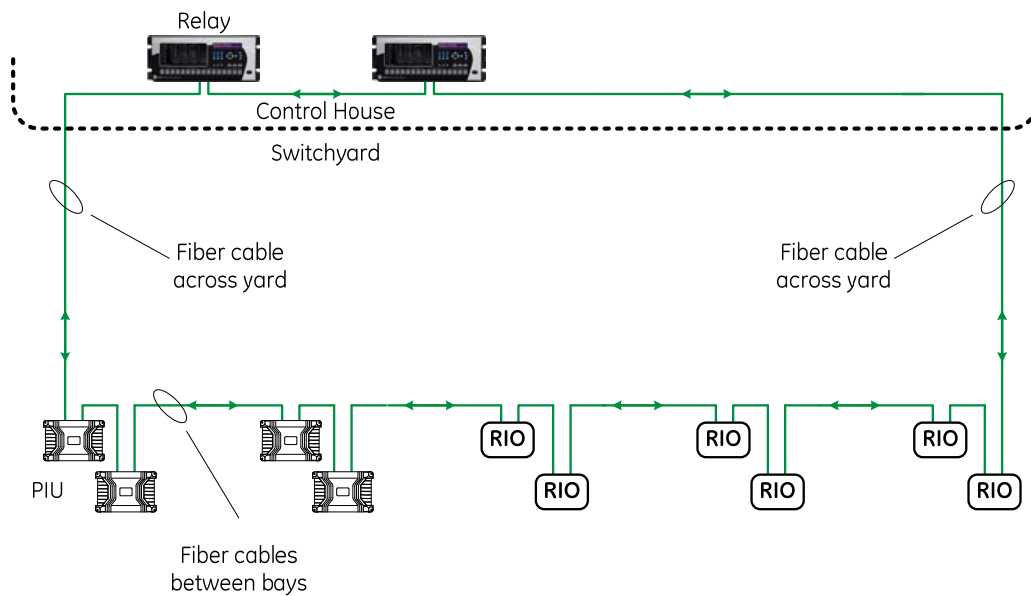 Relay
Control House
Switchyard
Fiber cable
across yard
Fiber cable
across yard
RIO
RIO
RIO
PIU
RIO
RIO
RIO
Fiber cables
between bays